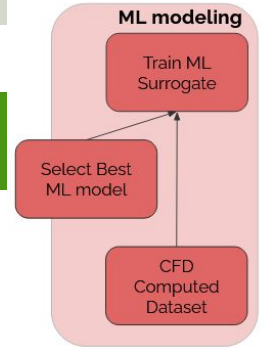 ML modeling
Train ML
Surrogate
Select Best
ML model
CFD
Computed
Dataset